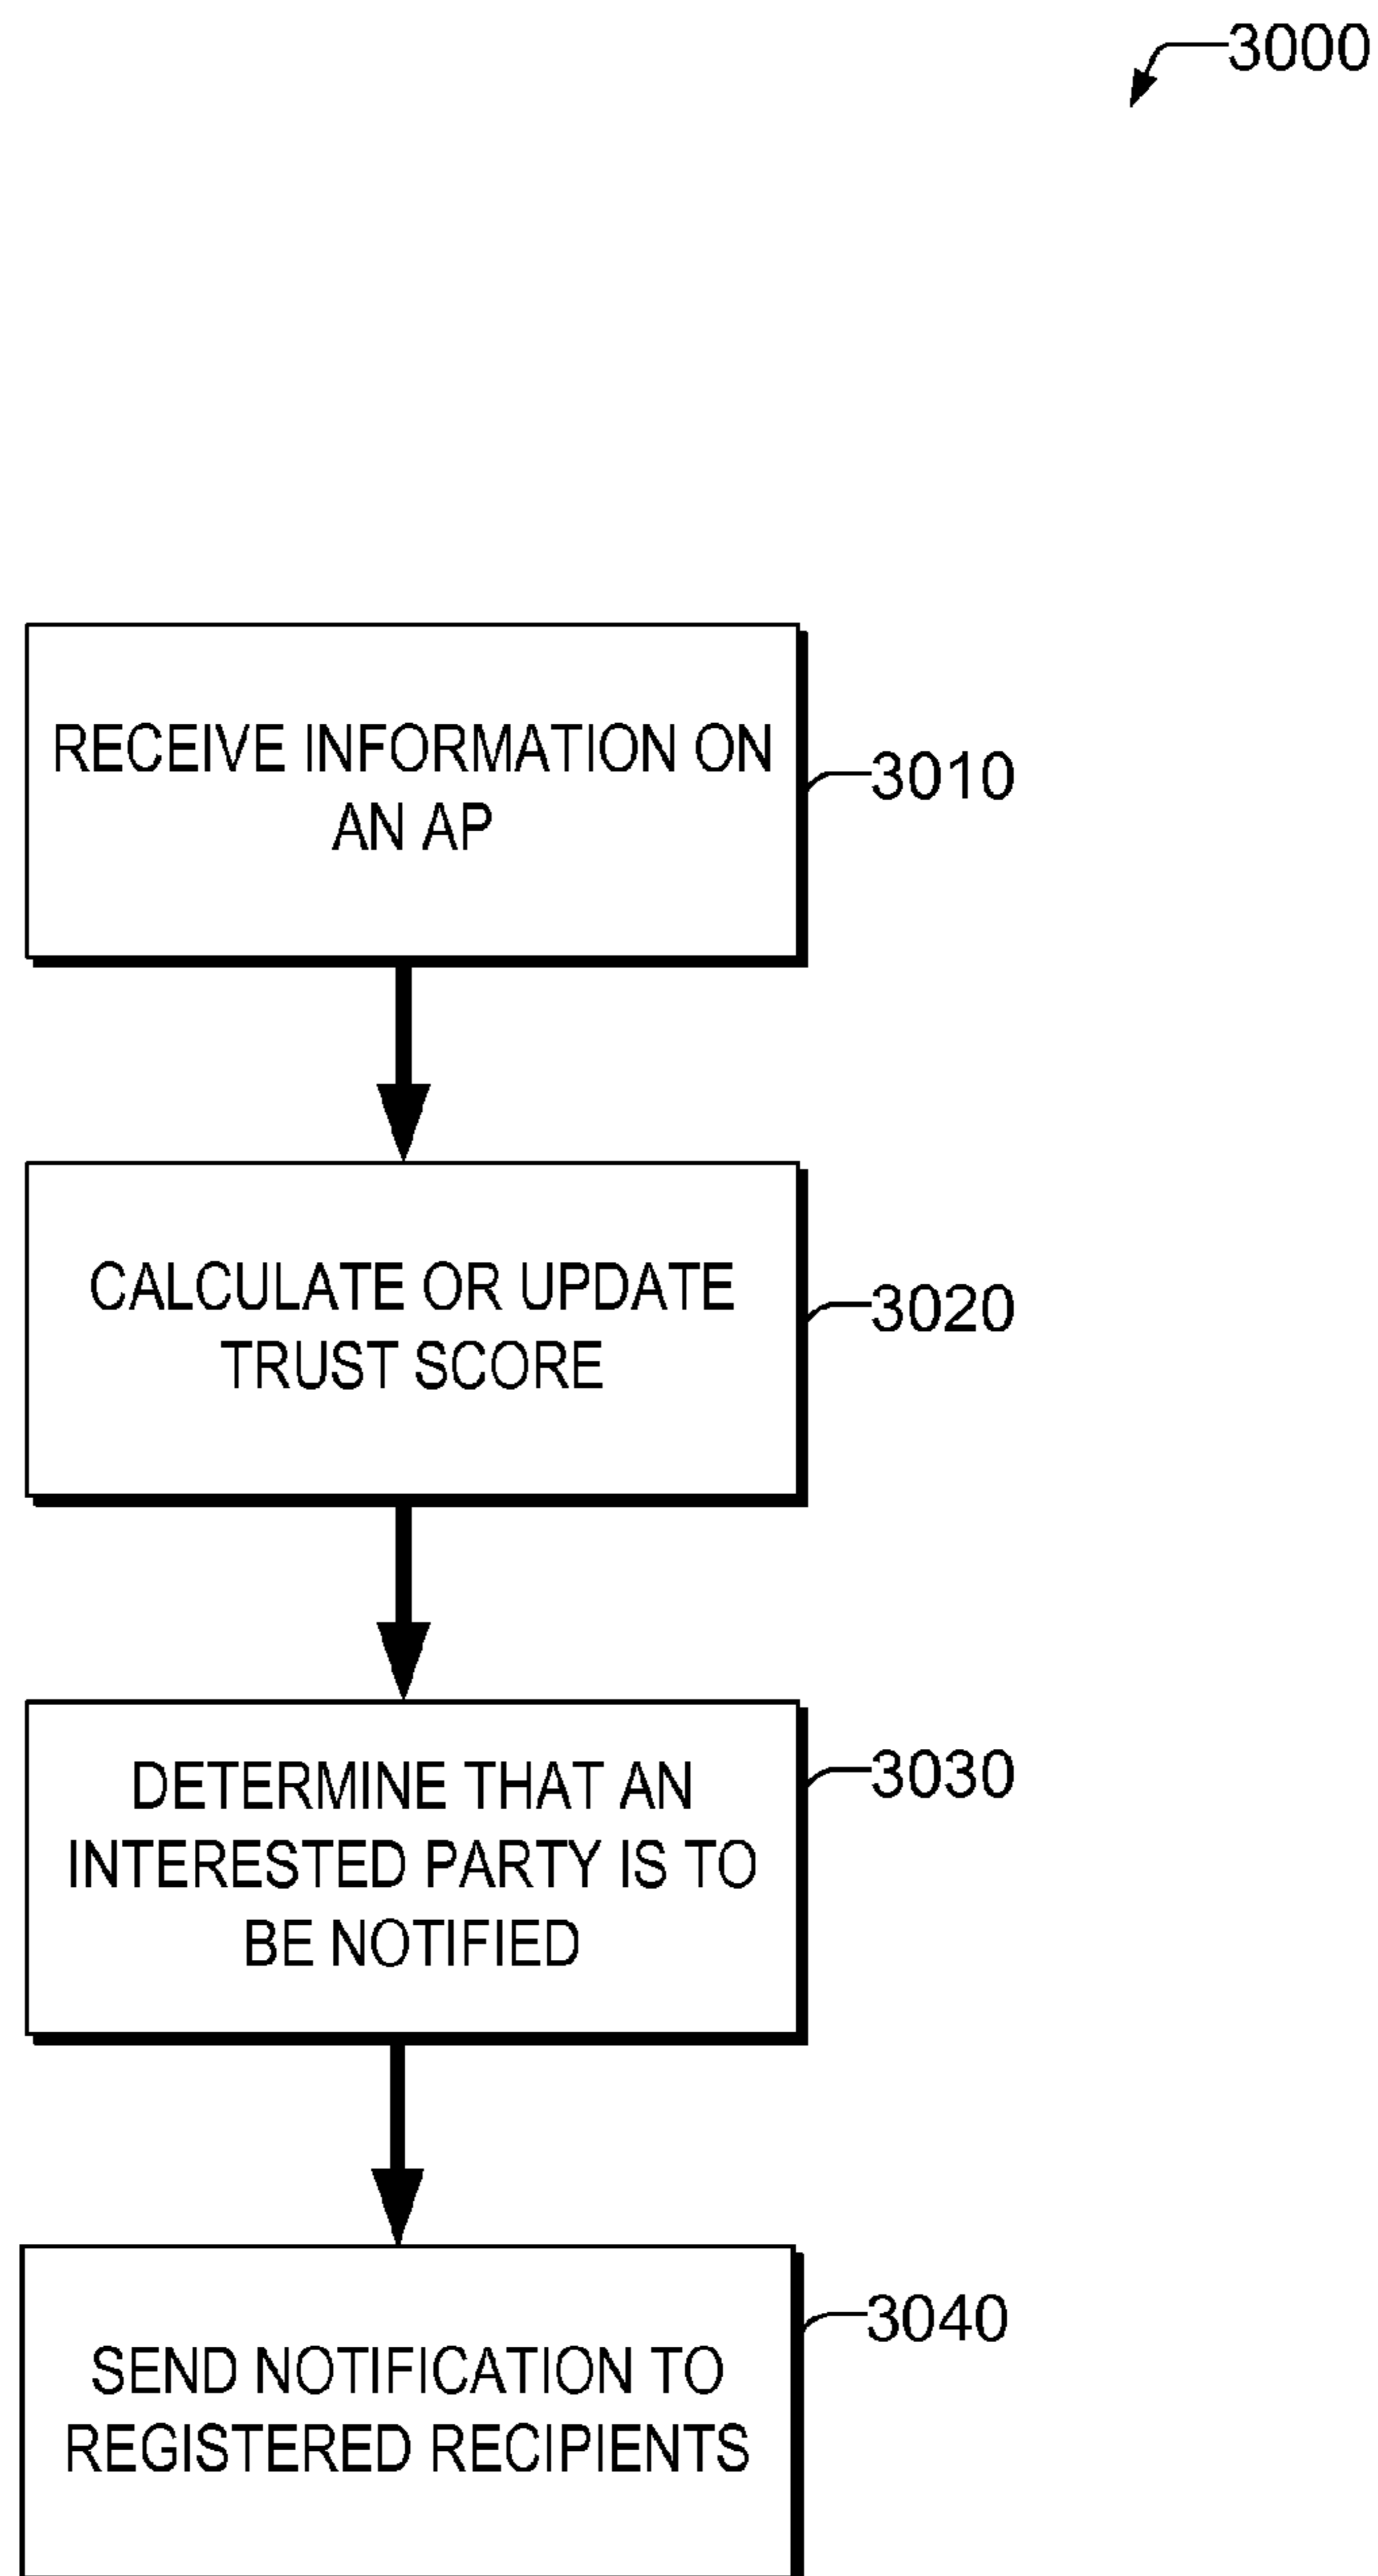 3000
RECEIVE INFORMATION ON
AN AP
3010
CALCULATE OR UPDATE
TRUST SCORE
3020
DETERMINE THAT AN
INTERESTED PARTY IS TO
BE NOTIFIED
3030
SEND NOTIFICATION TO
REGISTERED RECIPIENTS
3040